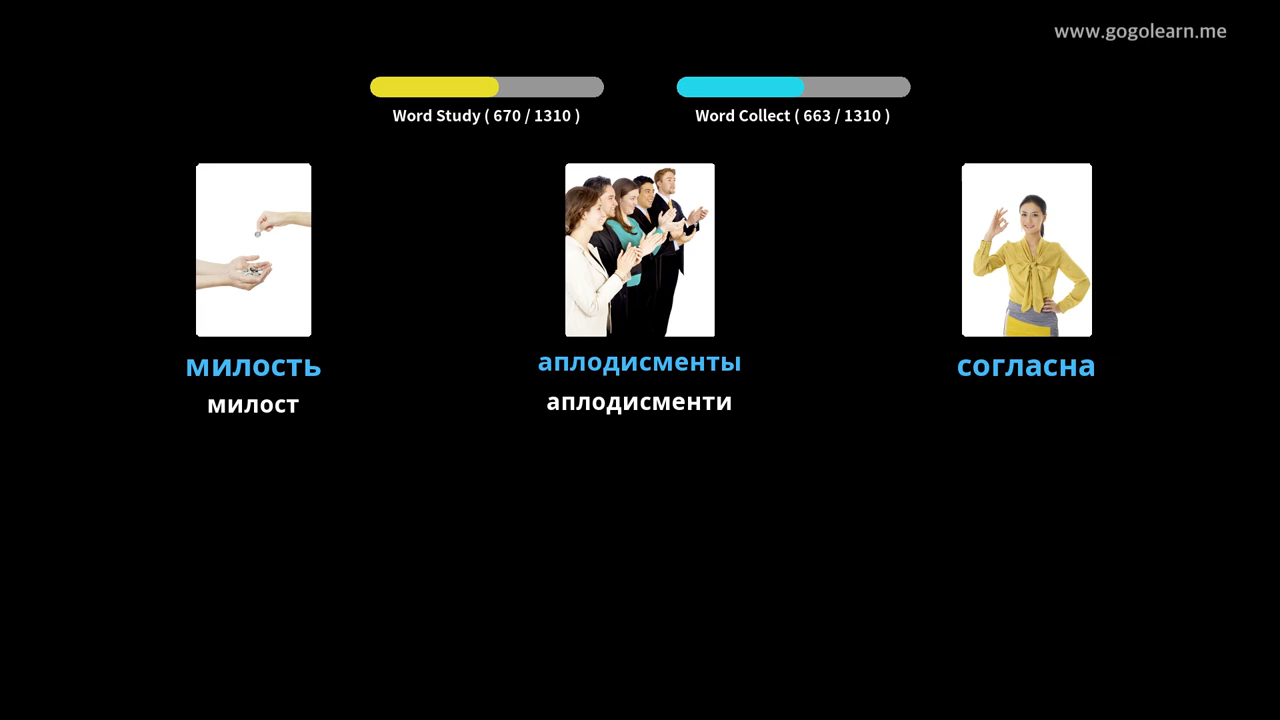 www.gogolearn.me
Word Study ( 670 / 1310 )
Word Collect ( 663 / 1310 )
милость
аплодисменты
согласна
милост
аплодисменти